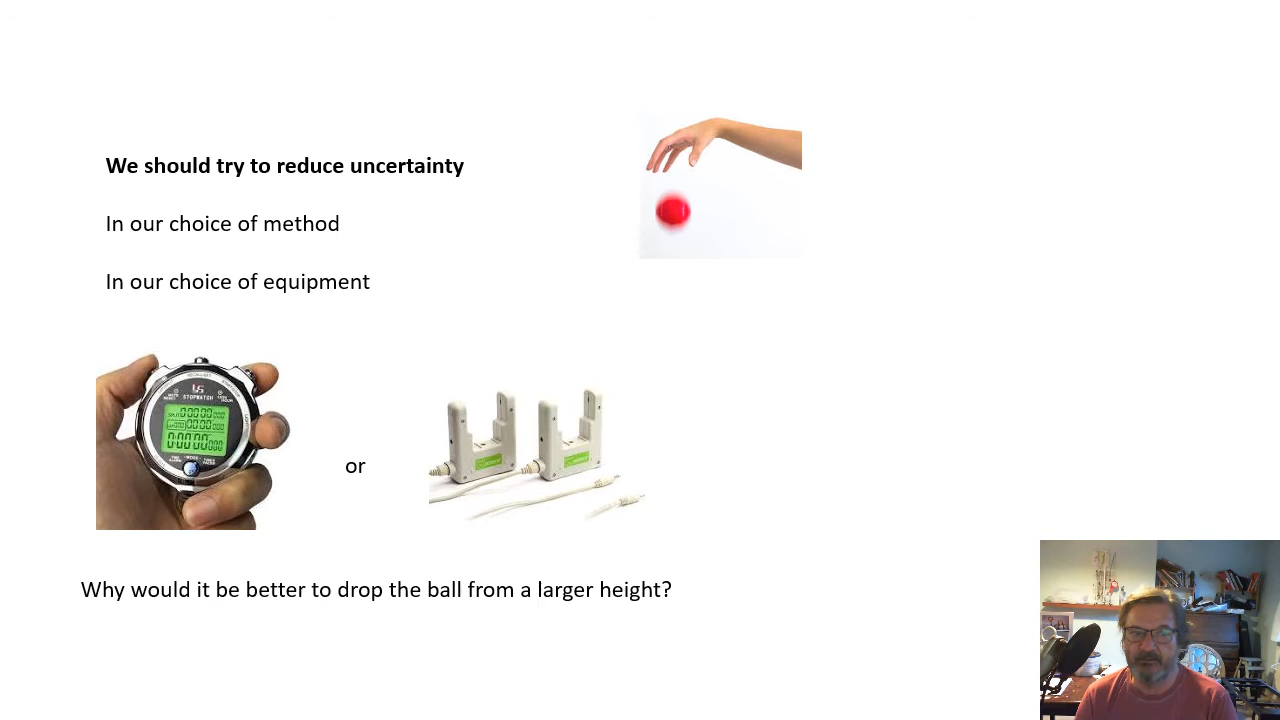 We should try to reduce uncertainty
In our choice of method
In our choice of equipment
STOPWATCH
or
Why would it be better to drop the ball from a larger height?